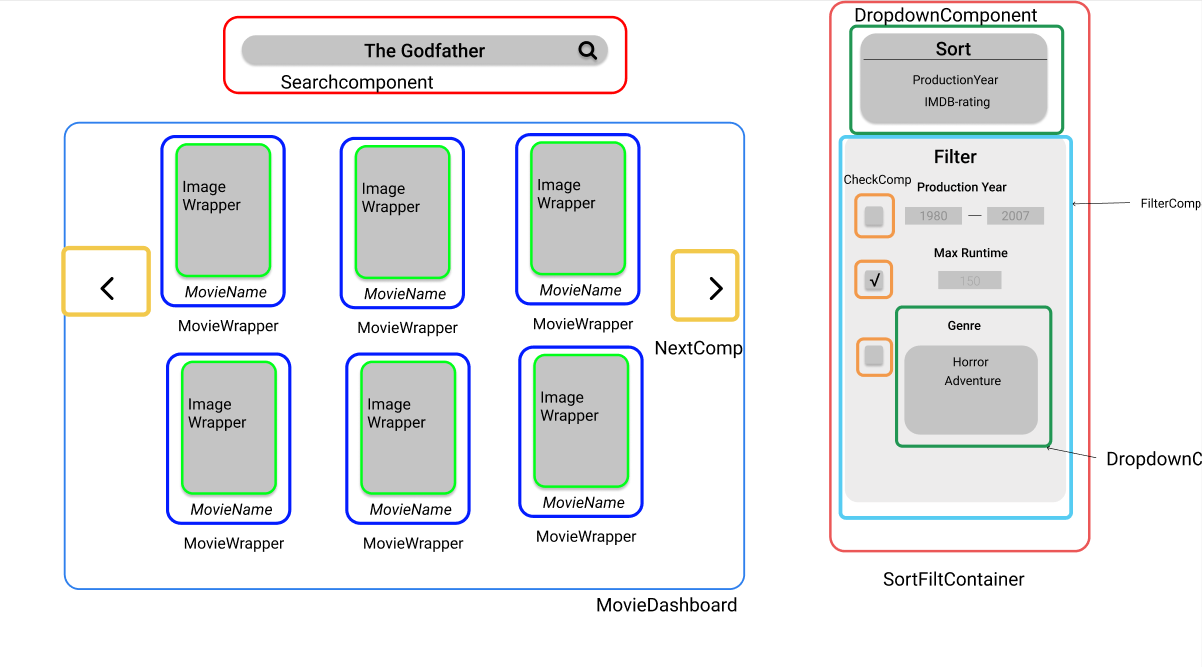 The Godfather
Searchcomponent
Image
Wrapper
MovieName
MovieWrapper
Image
Wrapper
MovieName
MovieWrapper
Image
Wrapper
MovieName
MovieWrapper
NextComp
Image
Wrapper
MovieName
MovieWrapper
Image
Wrapper
MovieName
MovieWrapper
Image
Wrapper
MovieName
MovieWrapper
MovieDashboard
DropdownComponent
Sort
ProductionYear
IMDB-rating
Filter
CheckComp
Production Year
1980 — 2007
FilterComp
Max Runtime
√
150
Genre
Horror
Adventure
DropdownC
SortFiltContainer